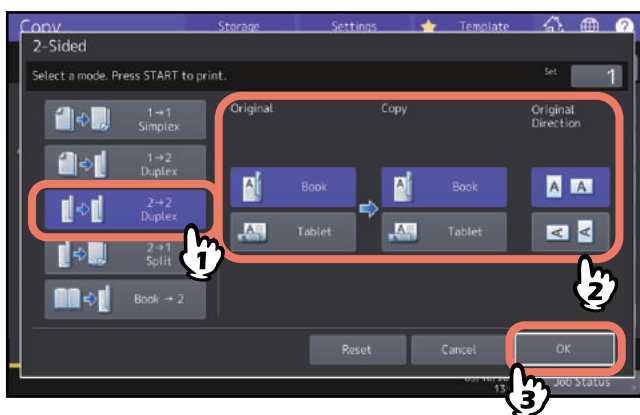 Copy Storage Settings Template ?
2-Sided
Select a mode. Press START to print. Set 1
Original Copy Original
Direction
1→1
Simplex
1→2
Duplex
2→2
Duplex
2→1
Split
Book → 2
A Book A Book A A
A Tablet A Tablet A A
1
2
Reset Cancel OK
3
Job Status